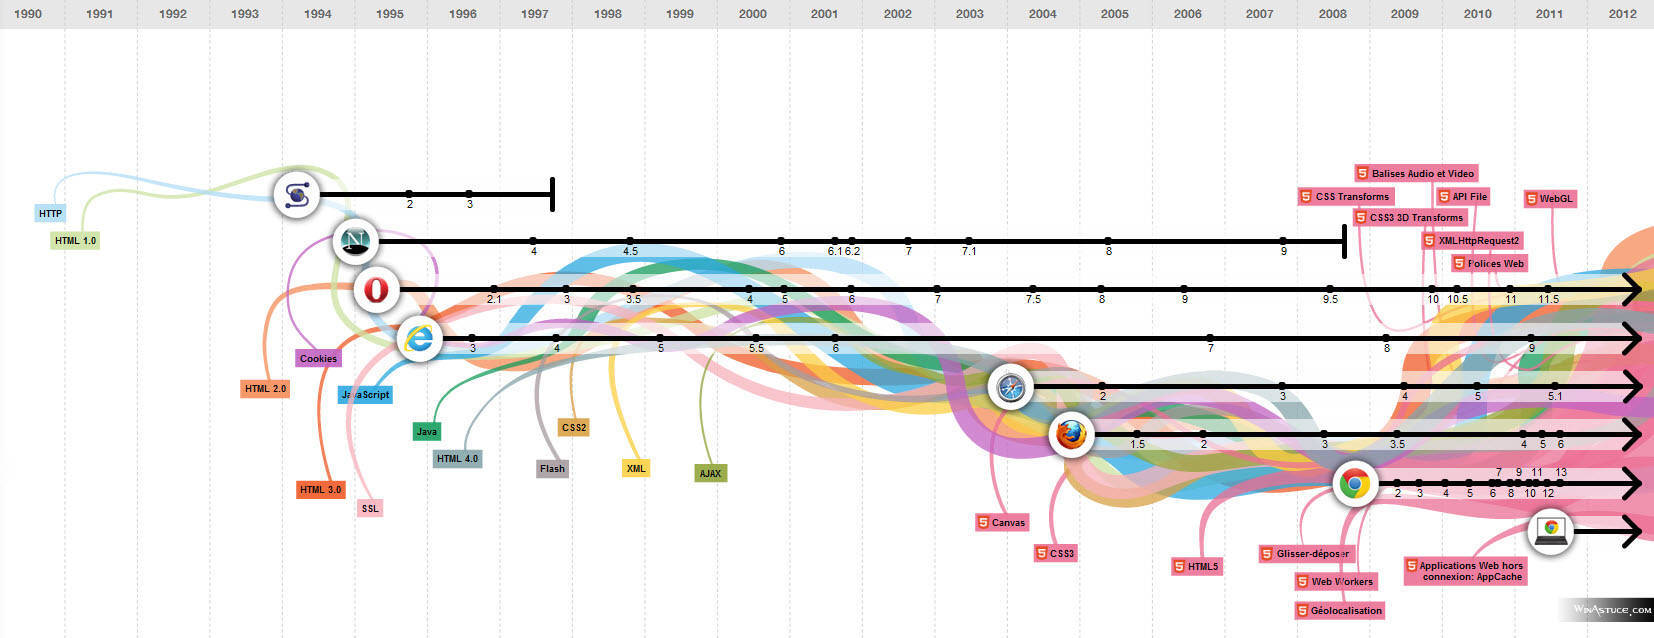 1990 1991 1992 1993 1994 1995 1996 1997 1998 1999 2000 2001 2002 2003 2004 2005 2006 2007 2008 2009 2010 2011 2012
Balises Audio et Video
CSS Transforms
API File
WebGL
CSS3 3D Transforms
HTTP
2 3
HTML 1.0
XMLHttpRequest2
4 4.5 6 6.1 6.2 7 7.1 8 9
Polices Web
2.1 3 3.5 4 5 6 7 7.5 8 9 9.5 10 10.5 11 11.5
3 4 5 5.5 6 7 8 9
Cookies
HTML 2.0
JavaScript
2 3 4 5 5.1
Java
CSS2
1.5 2 3 3.5 4 5 6
HTML 4.0
Flash
XML
AJAX
7 9 11 13
HTML 3.0
2 3 4 5 6 8 10 12
SSL
Canvas
CSS3
Glisser-déposer
HTML5
Applications Web hors
connexion: AppCache
Web Workers
Géolocalisation
WinAstuce.com